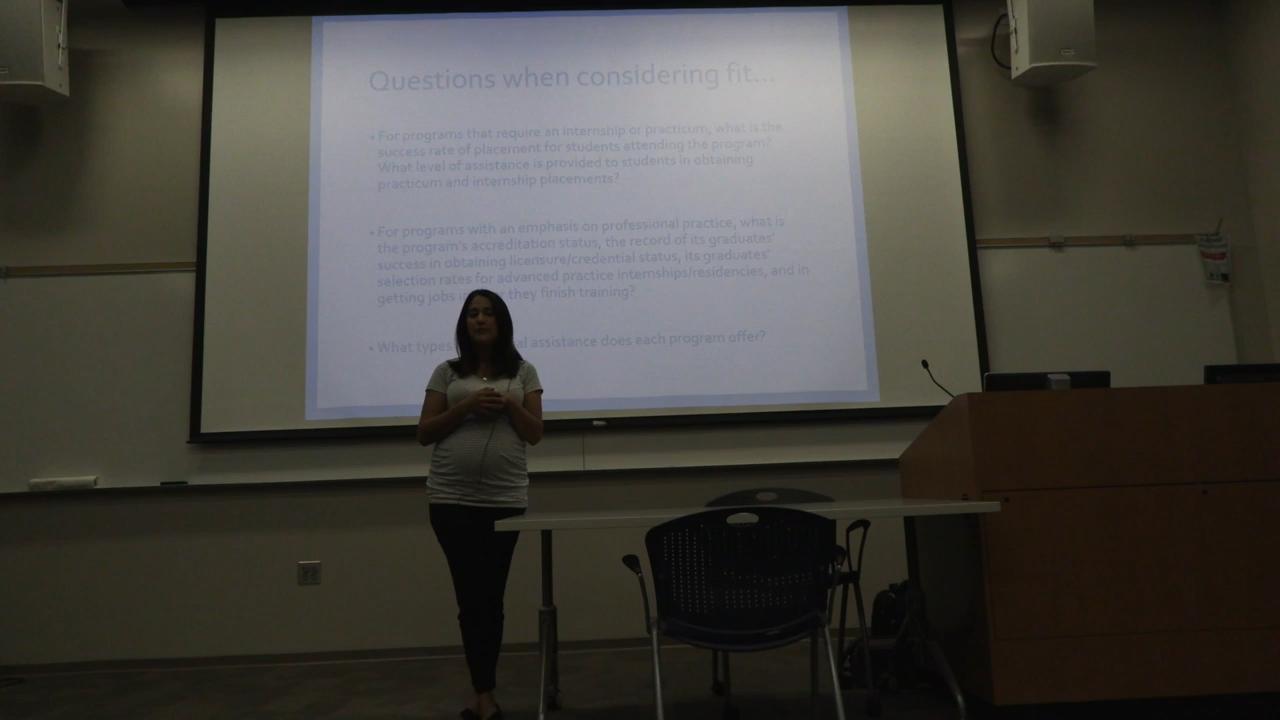 Questions when considering fit...
• For programs that require an internship or practicum, what is the
success rate of placement for students attending the program?
What level of assistance is provided to students in obtaining
practicum and internship placements?
• For programs with an emphasis on professional practice, what is
the program's accreditation status, the record of its graduates'
success in obtaining licensure/credential status, its graduates'
selection rates for advanced practice internships/residencies, and in
getting jobs they finish training?
• What types assistance does each program offer?